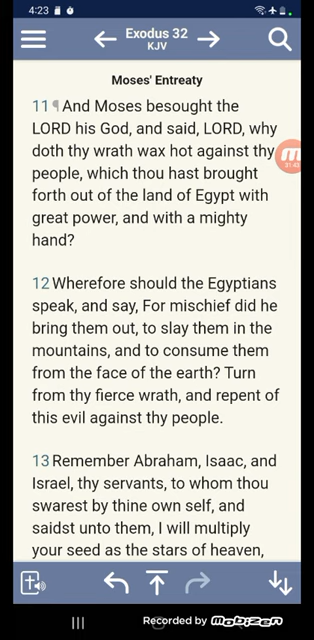 4:23
Exodus 32
KJV
Moses' Entreaty
11 ¶ And Moses besought the
LORD his God, and said, LORD, why
doth thy wrath wax hot against thy
people, which thou hast brought
forth out of the land of Egypt with
great power, and with a mighty
hand?
12 Wherefore should the Egyptians
speak, and say, For mischief did he
bring them out, to slay them in the
mountains, and to consume them
from the face of the earth? Turn
from thy fierce wrath, and repent of
this evil against thy people.
13 Remember Abraham, Isaac, and
Israel, thy servants, to whom thou
swarest by thine own self, and
saidst unto them, I will multiply
your seed as the stars of heaven,
Recorded by Mobizen